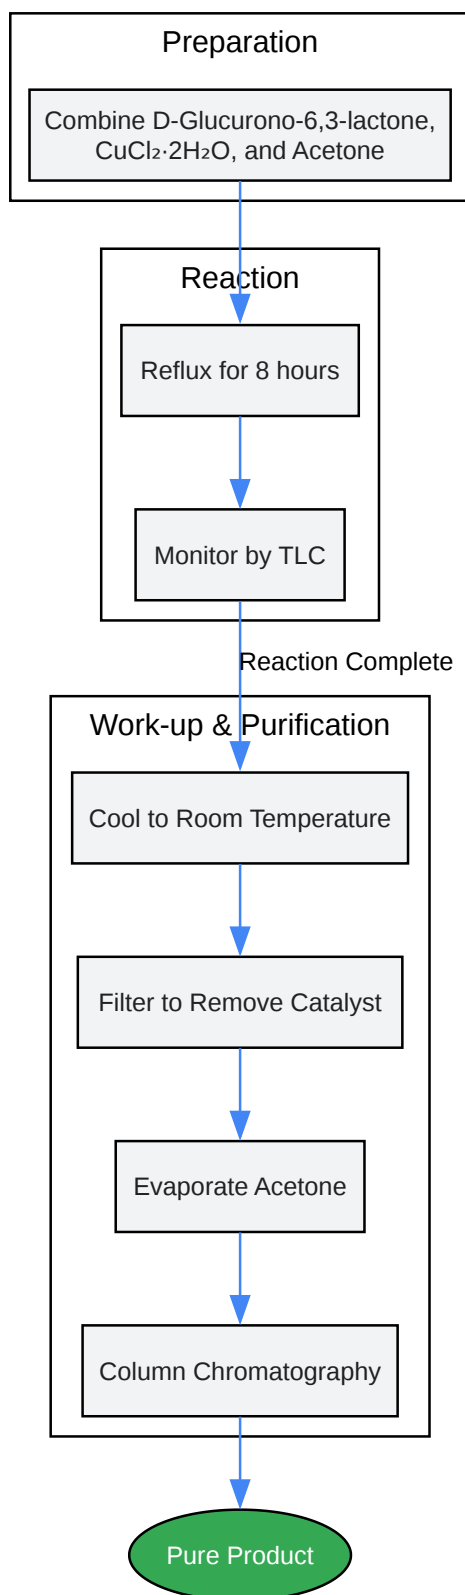 Preparation
Combine D-Glucurono-6,3-lactone,
CuCl₂·2H₂O, and Acetone
Reaction
Reflux for 8 hours
Monitor by TLC
Reaction Complete
Work-up & Purification
Cool to Room Temperature
Filter to Remove Catalyst
Evaporate Acetone
Column Chromatography
Pure Product